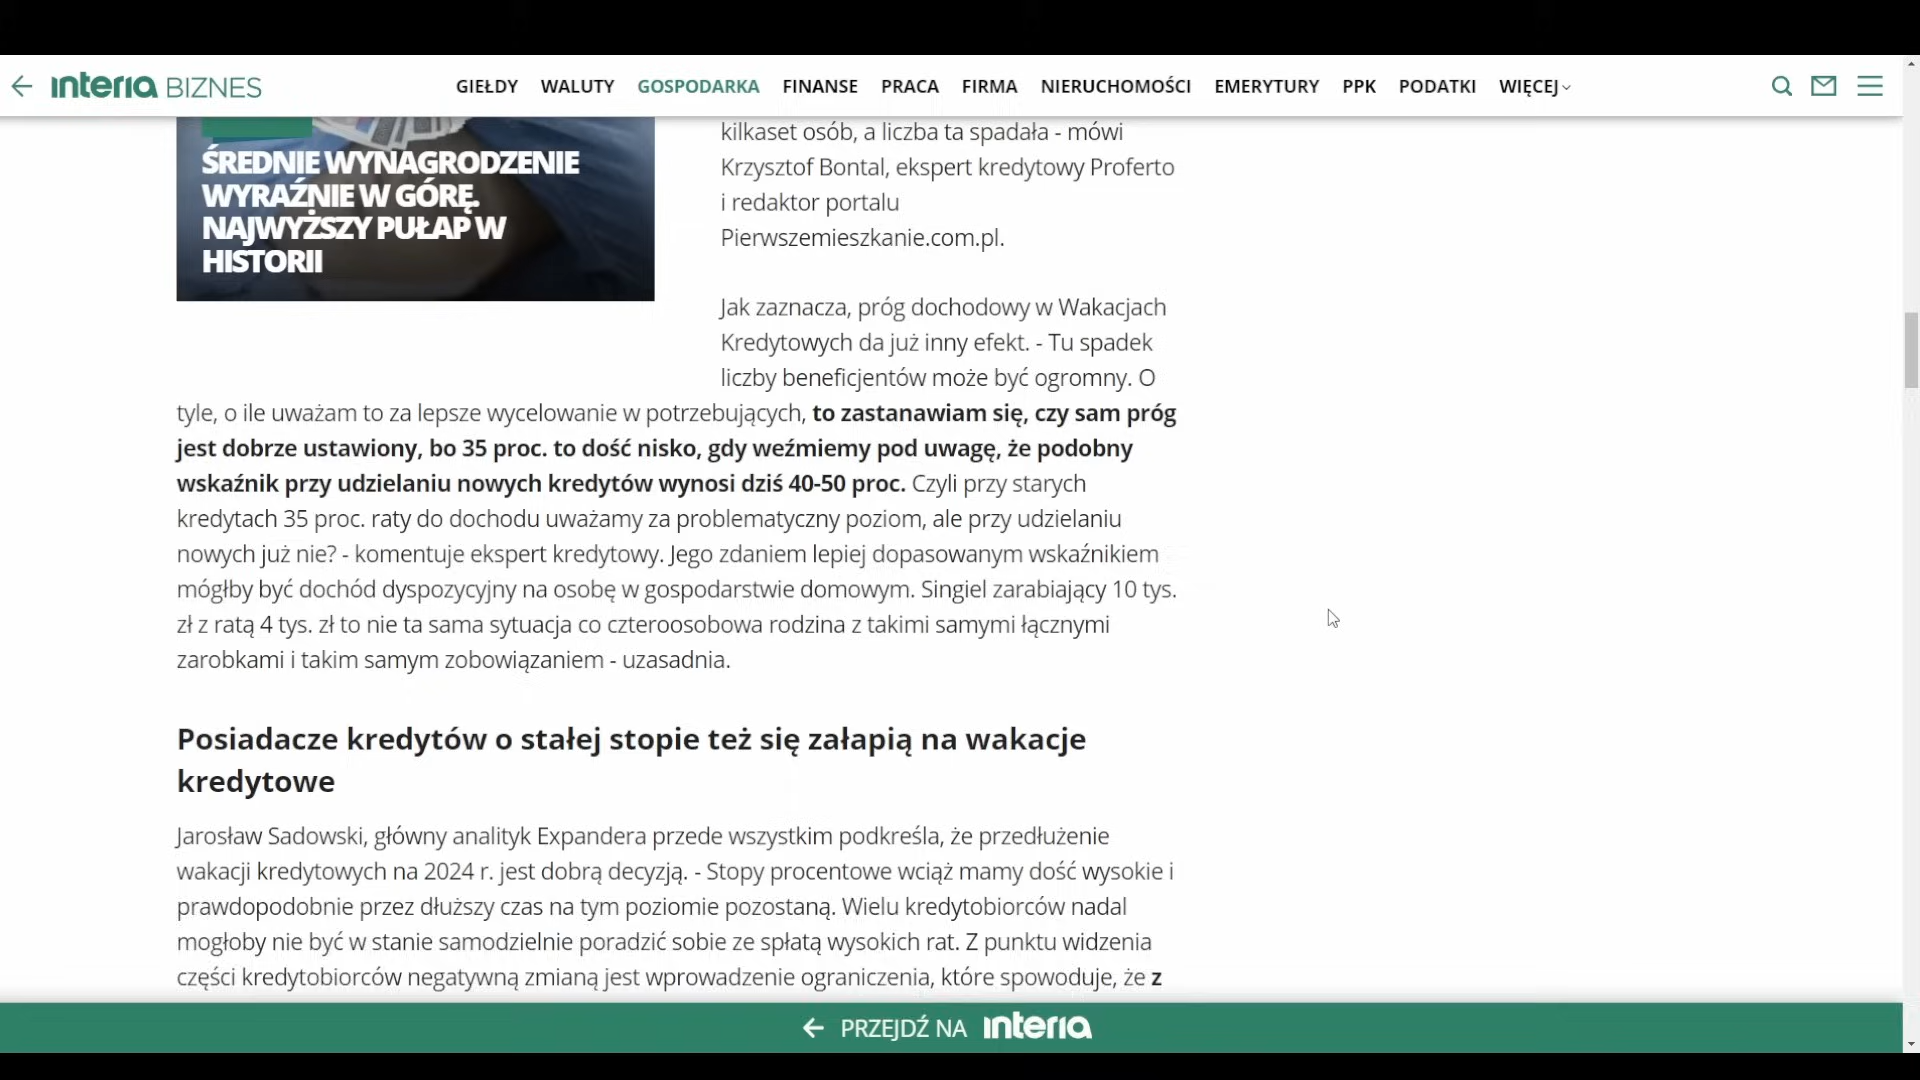 interia BIZNES
GIEŁDY WALUTY GOSPODARKA FINANSE PRACA FIRMA NIERUCHOMOŚCI EMERYTURY PPK PODATKI WIĘCEJ
ŚREDNIE WYNAGRODZENIE
WYRAŹNIE W GÓRĘ.
NAJWYŻSZY PUŁAP W
HISTORII
kilkaset osób, a liczba ta spadała - mówi
Krzysztof Bontal, ekspert kredytowy Proferto
i redaktor portalu
Pierwszemieszkanie.com.pl.
Jak zaznacza, próg dochodowy w Wakacjach
Kredytowych da już inny efekt. - Tu spadek
liczby beneficjentów może być ogromny. O
tyle, o ile uważam to za lepsze wycelowanie w potrzebujących, to zastanawiam się, czy sam próg
jest dobrze ustawiony, bo 35 proc. to dość nisko, gdy weźmiemy pod uwagę, że podobny
wskaźnik przy udzielaniu nowych kredytów wynosi dziś 40-50 proc. Czyli przy starych
kredytach 35 proc. raty do dochodu uważamy za problematyczny poziom, ale przy udzielaniu
nowych już nie? - komentuje ekspert kredytowy. Jego zdaniem lepiej dopasowanym wskaźnikiem
mógłby być dochód dyspozycyjny na osobę w gospodarstwie domowym. Singiel zarabiający 10 tys.
zł z ratą 4 tys. zł to nie ta sama sytuacja co czteroosobowa rodzina z takimi samymi łącznymi
zarobkami i takim samym zobowiązaniem - uzasadnia.
Posiadacze kredytów o stałej stopie też się załapią na wakacje
kredytowe
Jarosław Sadowski, główny analityk Expandera przede wszystkim podkreśla, że przedłużenie
wakacji kredytowych na 2024 r. jest dobrą decyzją. - Stopy procentowe wciąż mamy dość wysokie i
prawdopodobnie przez dłuższy czas na tym poziomie pozostaną. Wielu kredytobiorców nadal
mogłoby nie być w stanie samodzielnie poradzić sobie ze spłatą wysokich rat. Z punktu widzenia
części kredytobiorców negatywną zmianą jest wprowadzenie ograniczenia, które spowoduje, że z
PRZEJDŹ NA interia